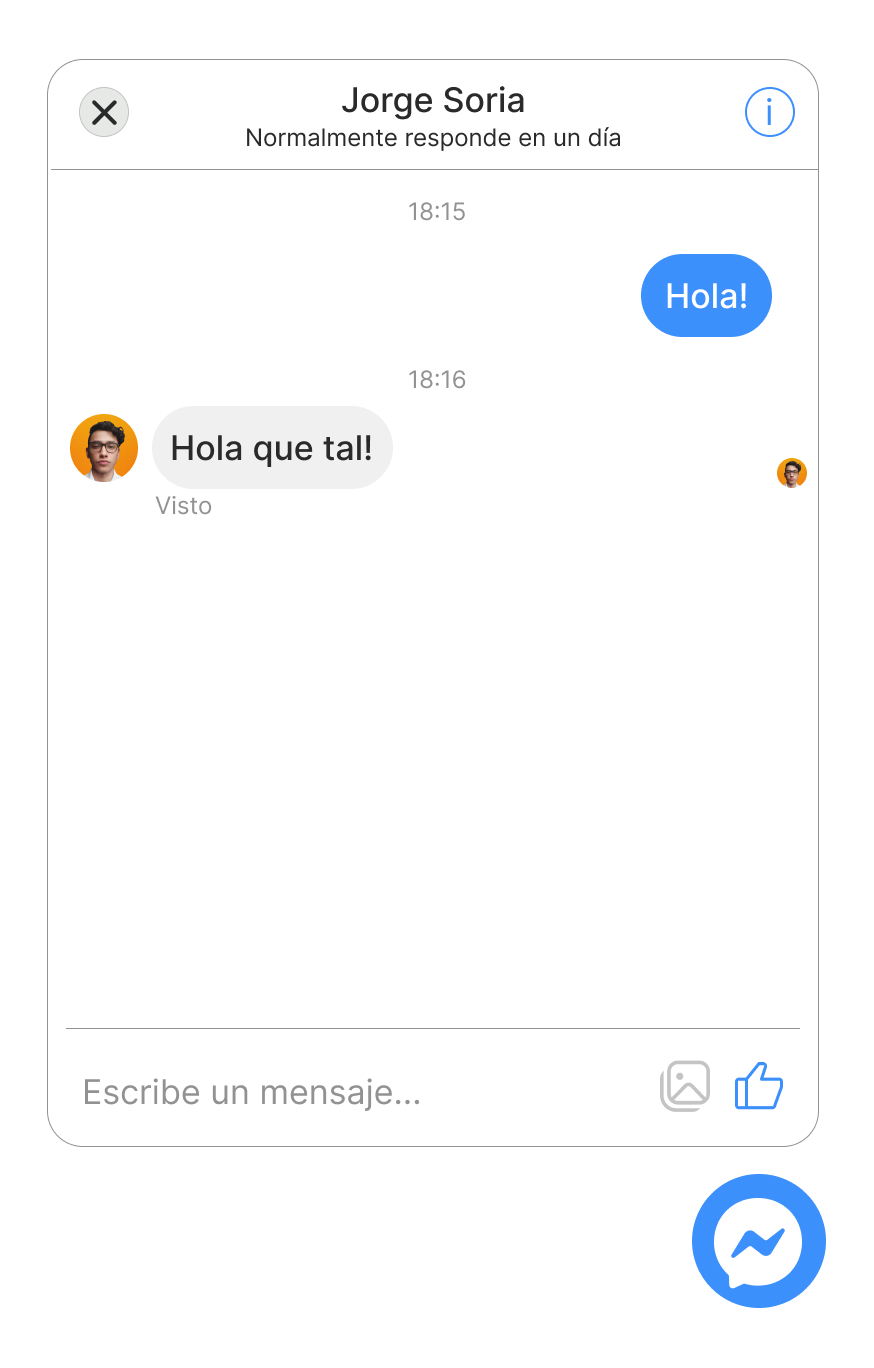 Jorge Soria
Normalmente responde en un día
18:15
Hola!
18:16
Hola que tal!
Visto
Escribe un mensaje...